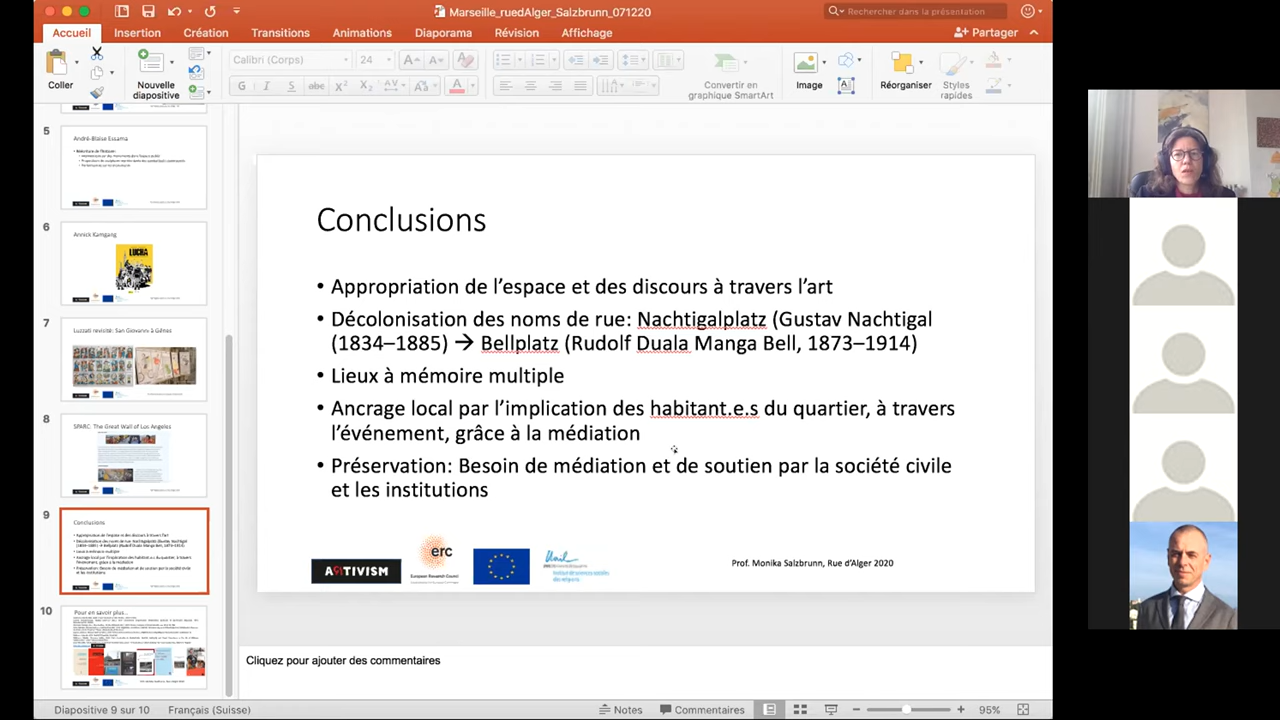 Marseille_ruedAlger_Salzbrunn_071220
Rechercher dans la présentation
Accueil Insertion Création Transitions Animations Diaporama Révision Affichage Partager
Coller
Nouvelle
diapositive
Calibri (Corps) 24
G I S abc X² X₂
Convertir en
graphique SmartArt
Image
Réorganiser
Styles
rapides
5
André-Blaise Essama
6
Annick Kamgang
LUCHA
7
Luzzati revisité: San Giovanni à Gênes
8
SPARC: The Great Wall of Los Angeles
9
Conclusions
10
Pour en savoir plus…
Conclusions
• Appropriation de l’espace et des discours à travers l’art
• Décolonisation des noms de rue: Nachtigalplatz (Gustav Nachtigal
(1834–1885) → Bellplatz (Rudolf Duala Manga Bell, 1873–1914)
• Lieux à mémoire multiple
• Ancrage local par l’implication des habitant.e.s du quartier, à travers
l’événement, grâce à la médiation
• Préservation: Besoin de médiation et de soutien par la société civile
et les institutions
ARTIVISM
erc
European Research Council
Unil
Prof. Monika Salzbrunn, Rue d’Alger 2020
Cliquez pour ajouter des commentaires
Diapositive 9 sur 10 Français (Suisse) Notes Commentaires 95%